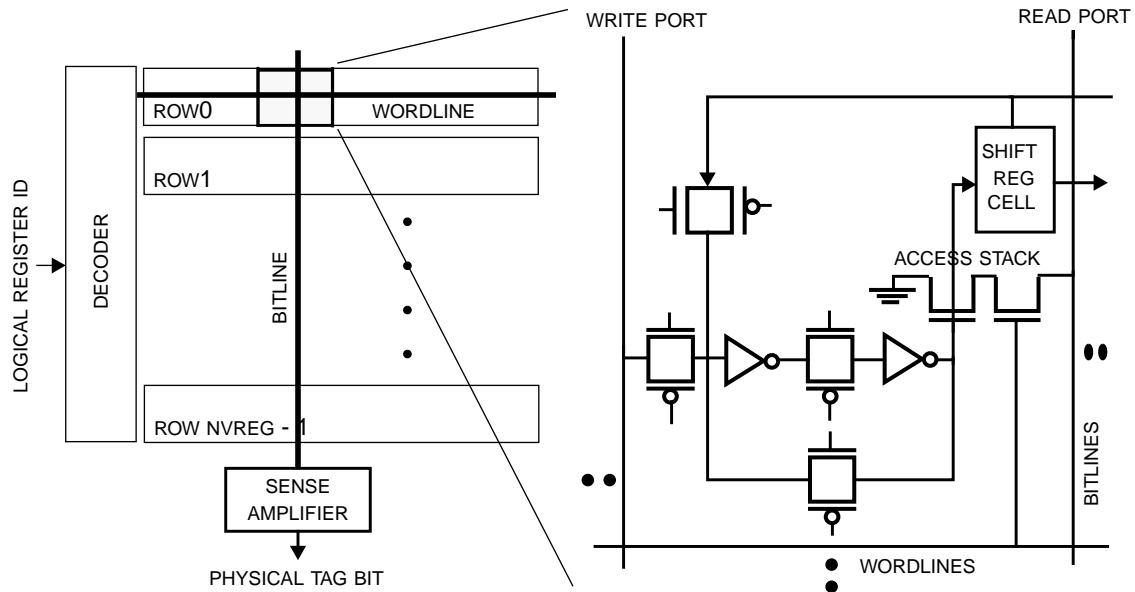 WRITE PORT
READ PORT
ROW0
WORDLINE
ROW1
LOGICAL REGISTER ID
DECODER
BITLINE
ROW NVREG - 1
SENSE
AMPLIFIER
PHYSICAL TAG BIT
SHIFT
REG
CELL
ACCESS STACK
BITLINES
WORDLINES